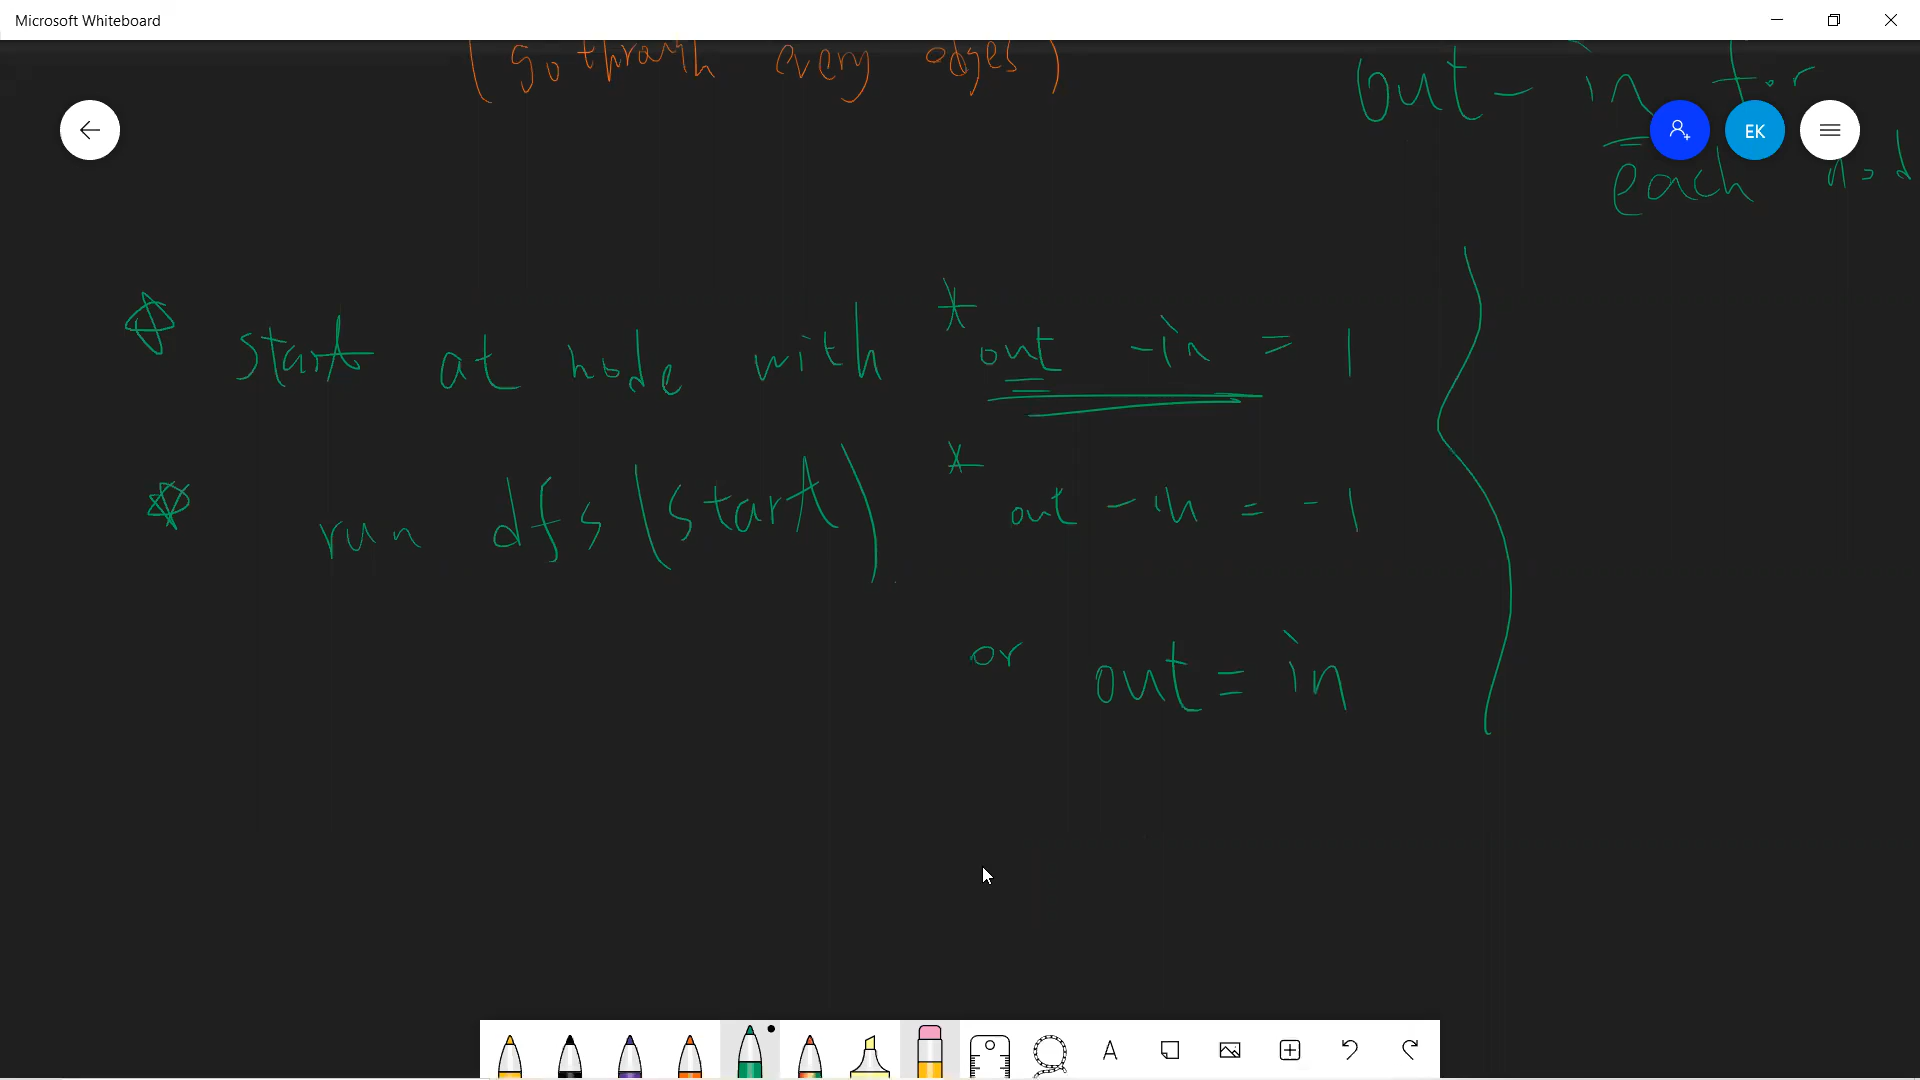 Microsoft Whiteboard
(go through every edges)
out - in for
each
EK
start at node with * out - in = 1
run dfs (start)
* out - in = -1
or out = in